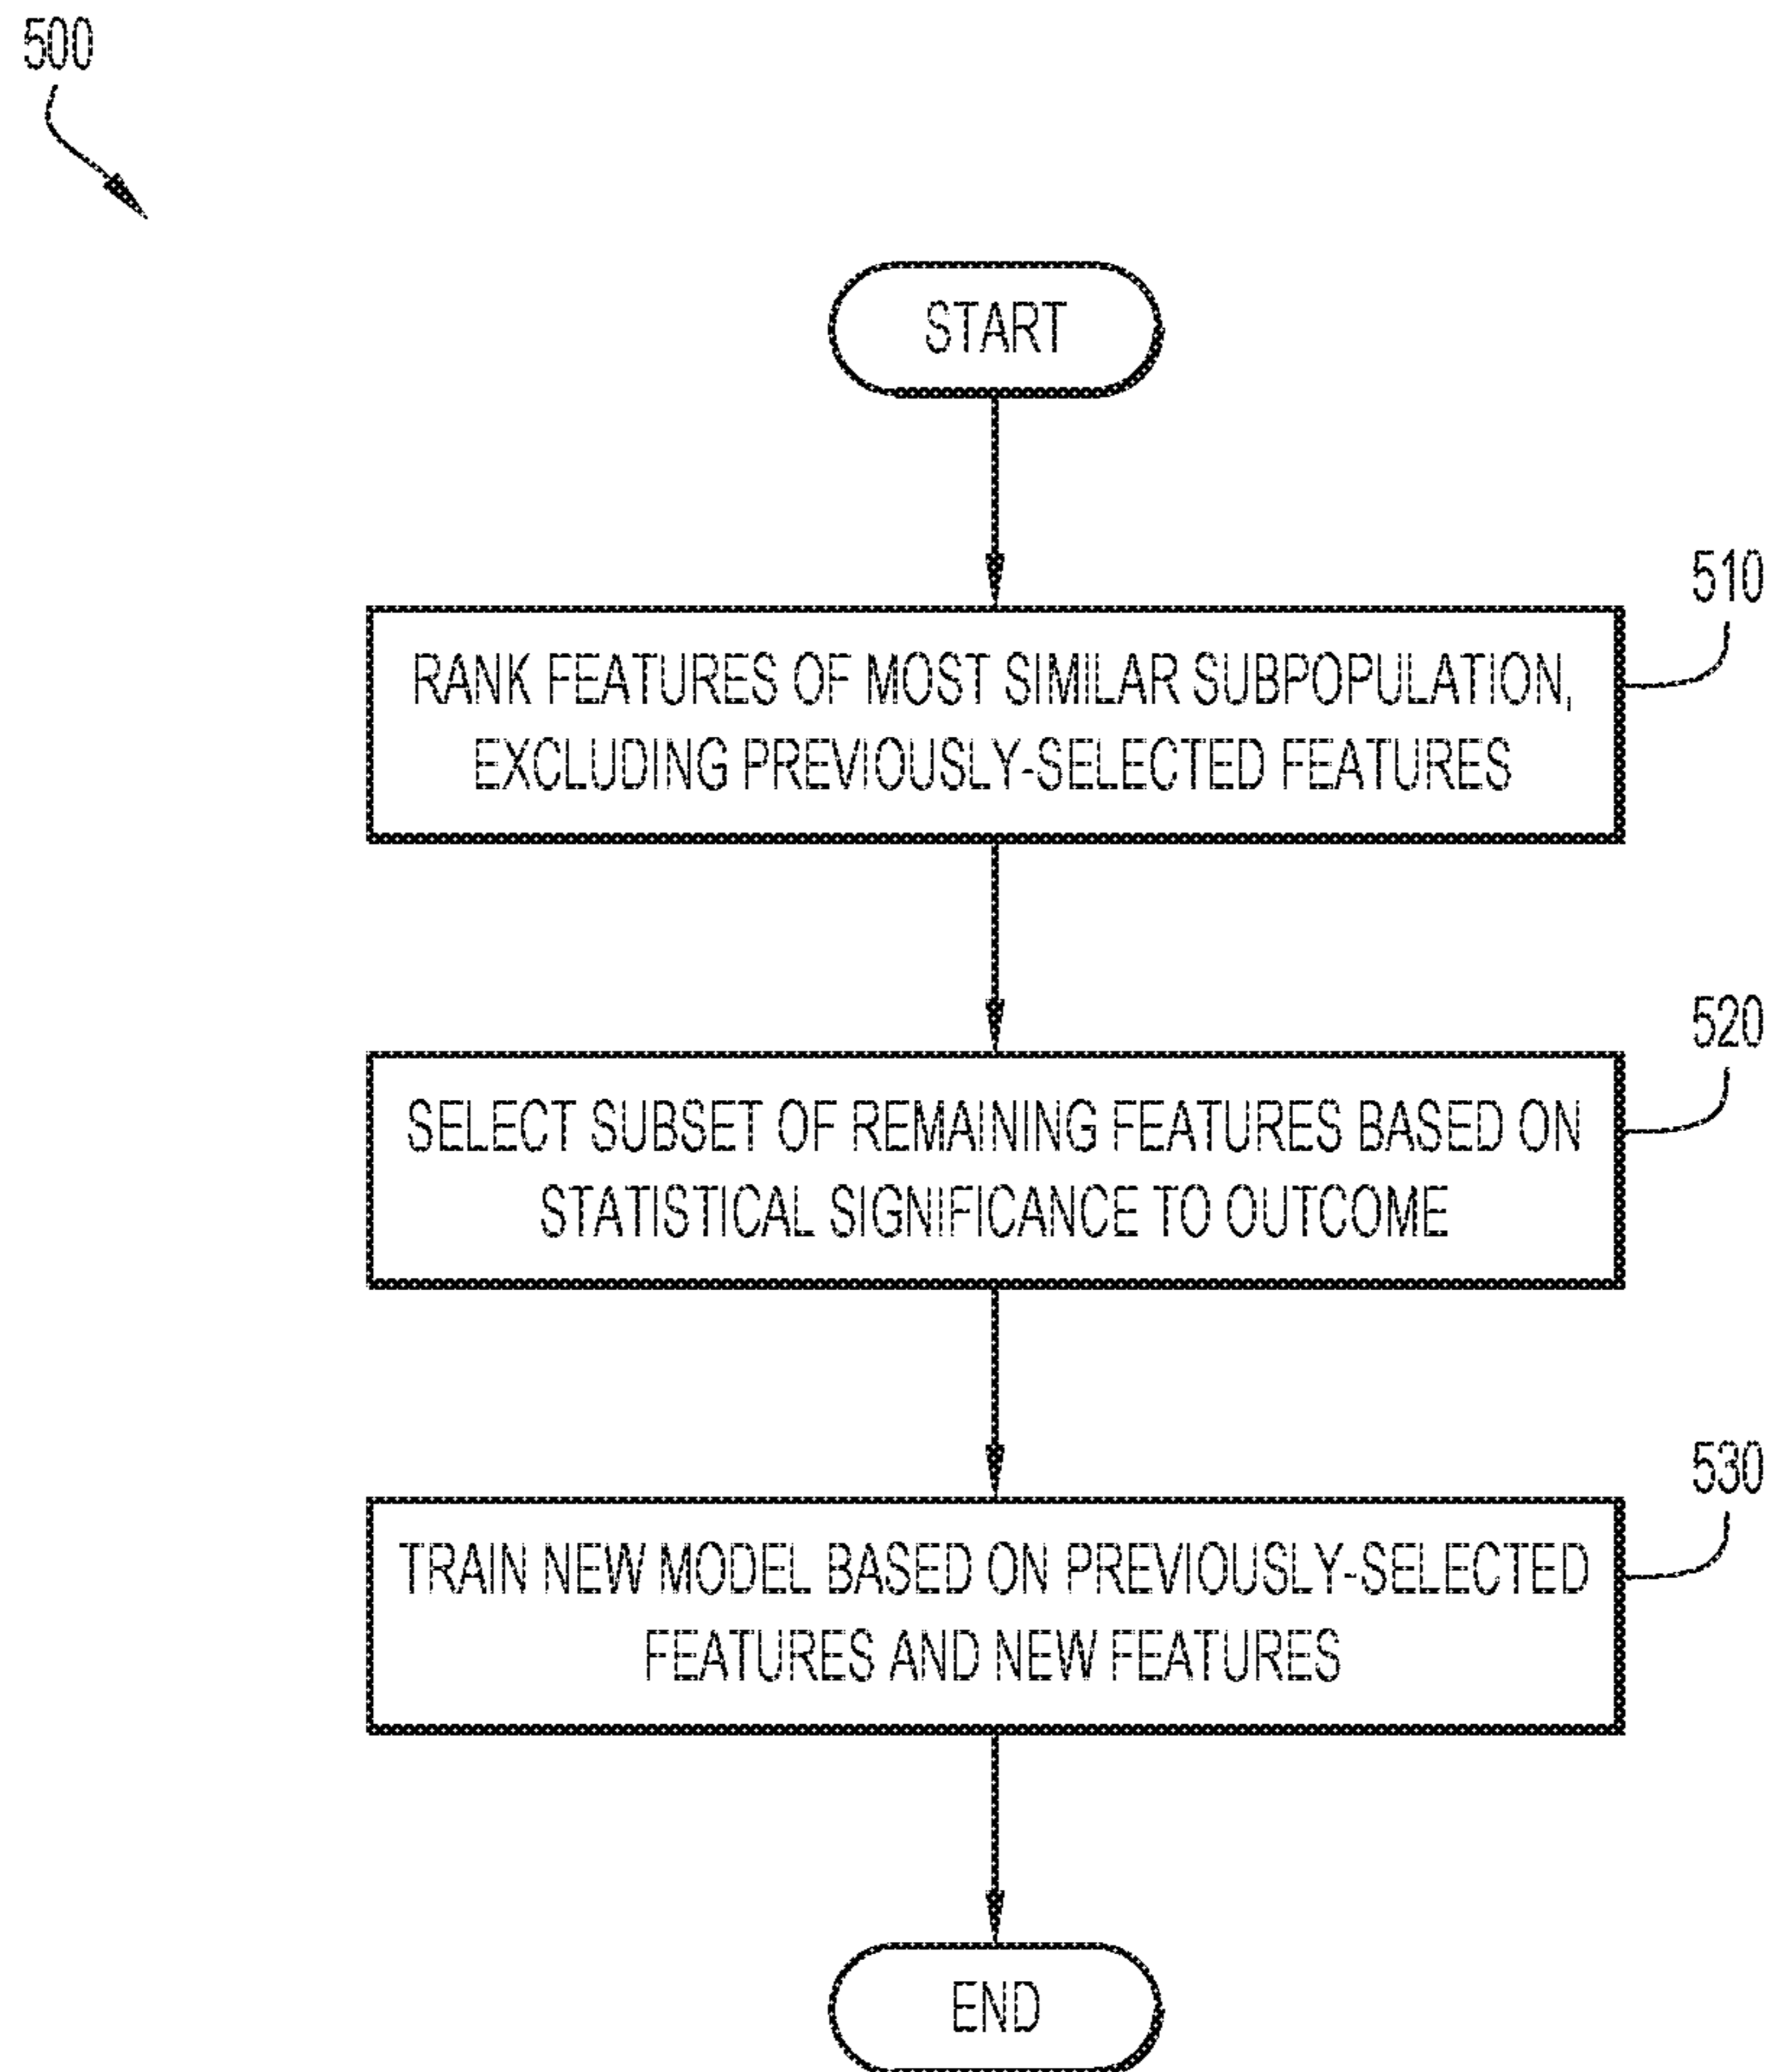 500
START
510
RANK FEATURES OF MOST SIMILAR SUBPOPULATION,
EXCLUDING PREVIOUSLY-SELECTED FEATURES
520
SELECT SUBSET OF REMAINING FEATURES BASED ON
STATISTICAL SIGNIFICANCE TO OUTCOME
530
TRAIN NEW MODEL BASED ON PREVIOUSLY-SELECTED
FEATURES AND NEW FEATURES
END